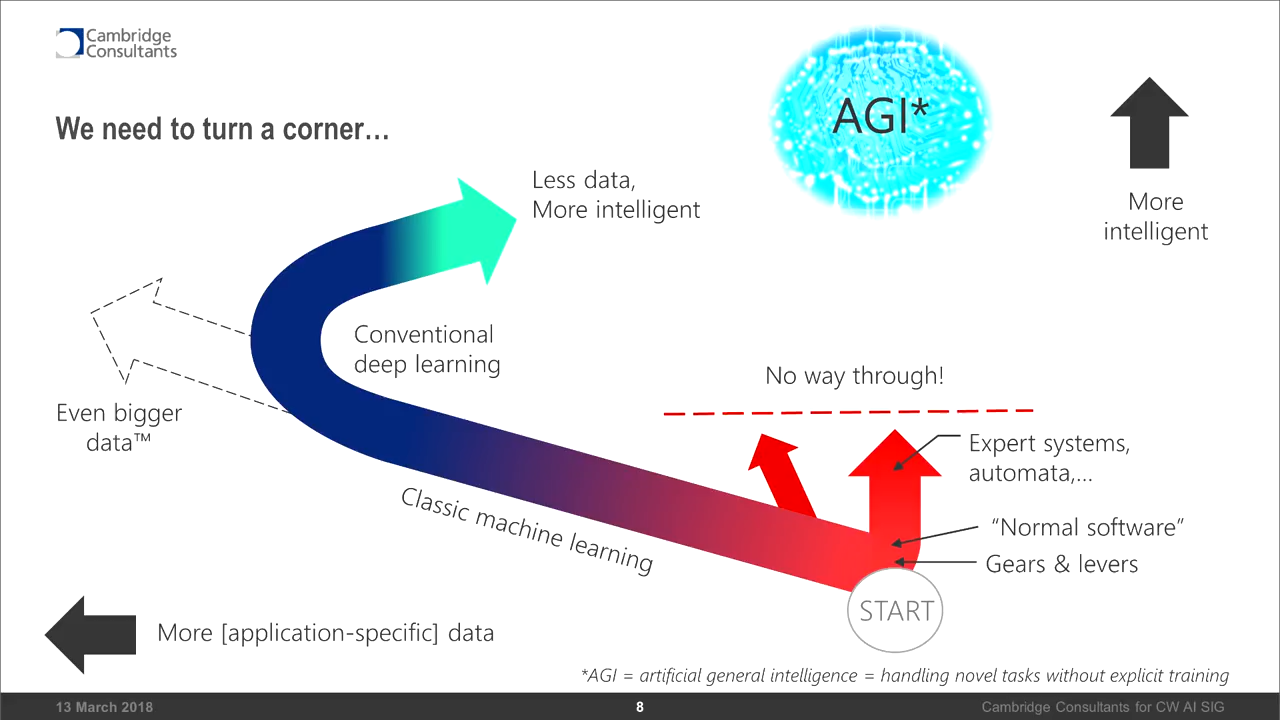 Cambridge
Consultants
We need to turn a corner…
AGI*
More
intelligent
Less data,
More intelligent
Conventional
deep learning
Even bigger
data™
No way through!
Expert systems,
automata,…
Classic machine learning
“Normal software”
Gears & levers
START
More [application-specific] data
*AGI = artificial general intelligence = handling novel tasks without explicit training
13 March 2018
8
Cambridge Consultants for CW AI SIG